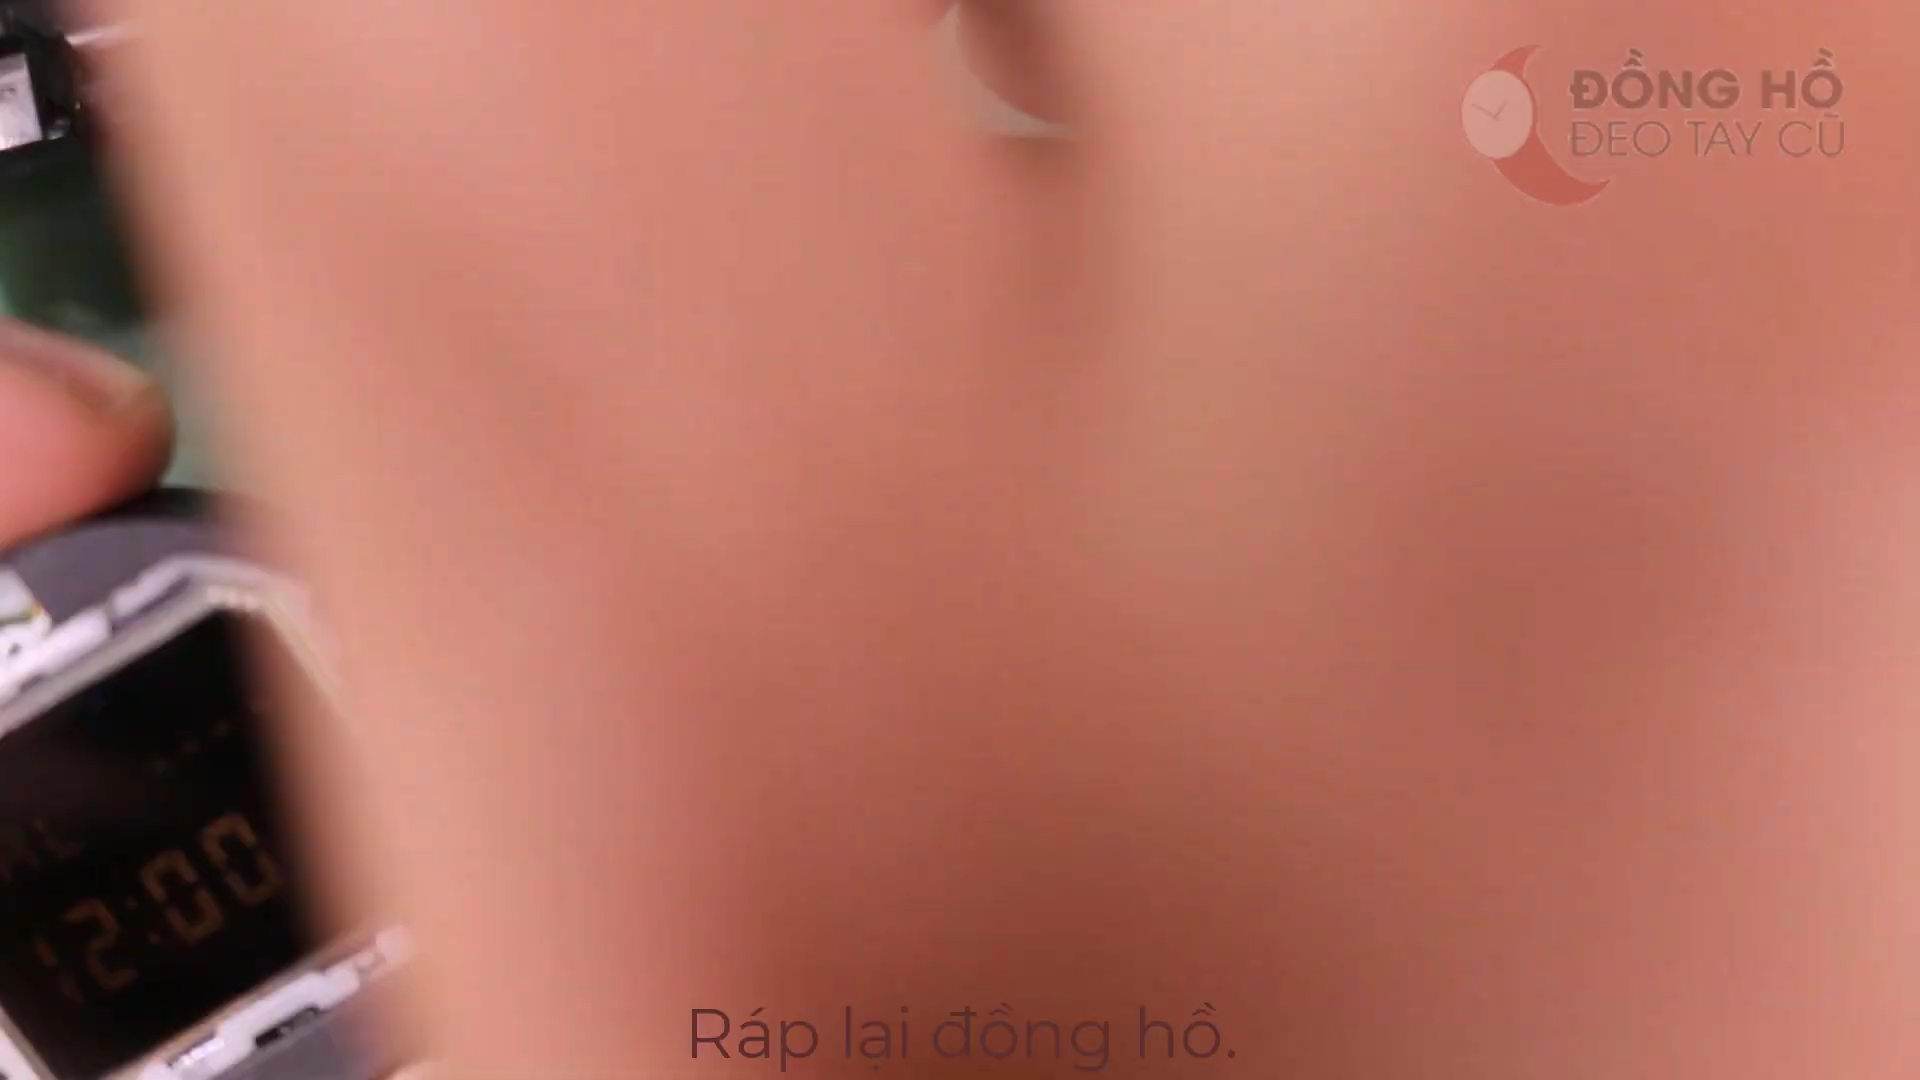 ĐỒNG HỒ
ĐEO TAY CŨ
12:00
Ráp lại đồng hồ.